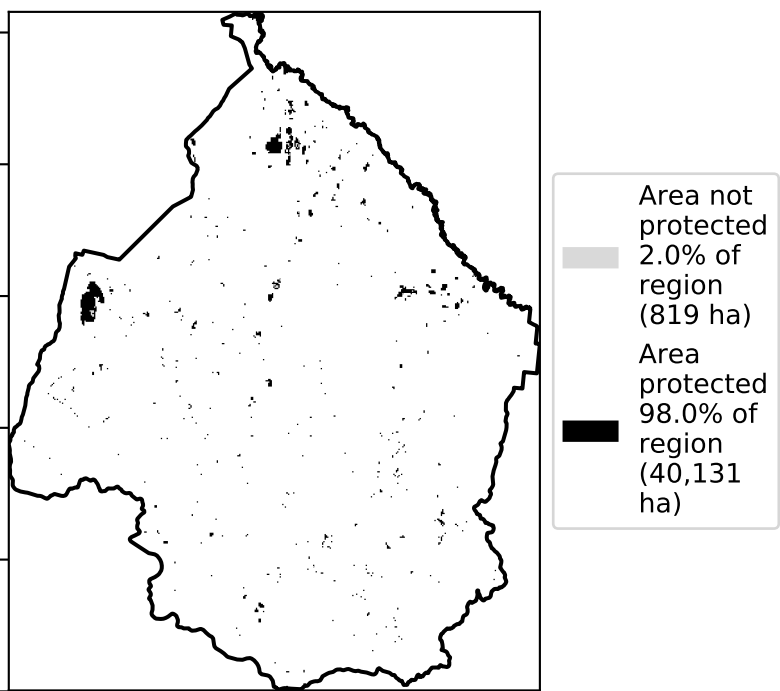 Area not
protected
2.0% of
region
(819 ha)
Area
protected
98.0% of
region
(40,131
ha)